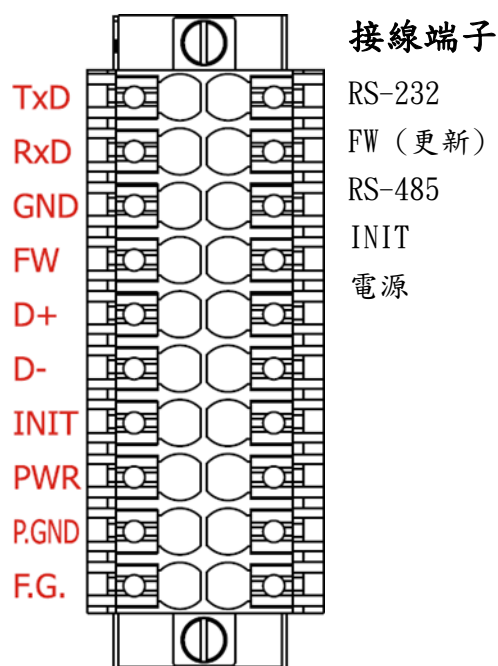 接線端子
TxD
RS-232
RxD
FW (更新)
GND
RS-485
FW
INIT
D+
電源
D-
INIT
PWR
P.GND
F.G.